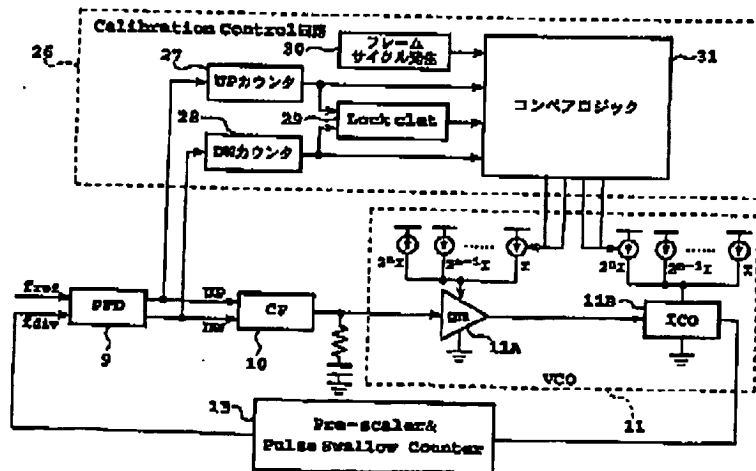 Calibration Control回路
26
27
UPカウンタ
28
DNカウンタ
30
フレーム
サイクル発生
29
Lock
31
コンペアロジック
2ⁿI
2ⁿ⁻¹I
......
I
2ⁿI
2ⁿ⁻¹I
......
I
fref
fdiv
PFD
9
UP
DN
CP
10
gm
11A
11B
ICO
VCO
11
13
Pre-scaler&
Pulse Swallow Counter